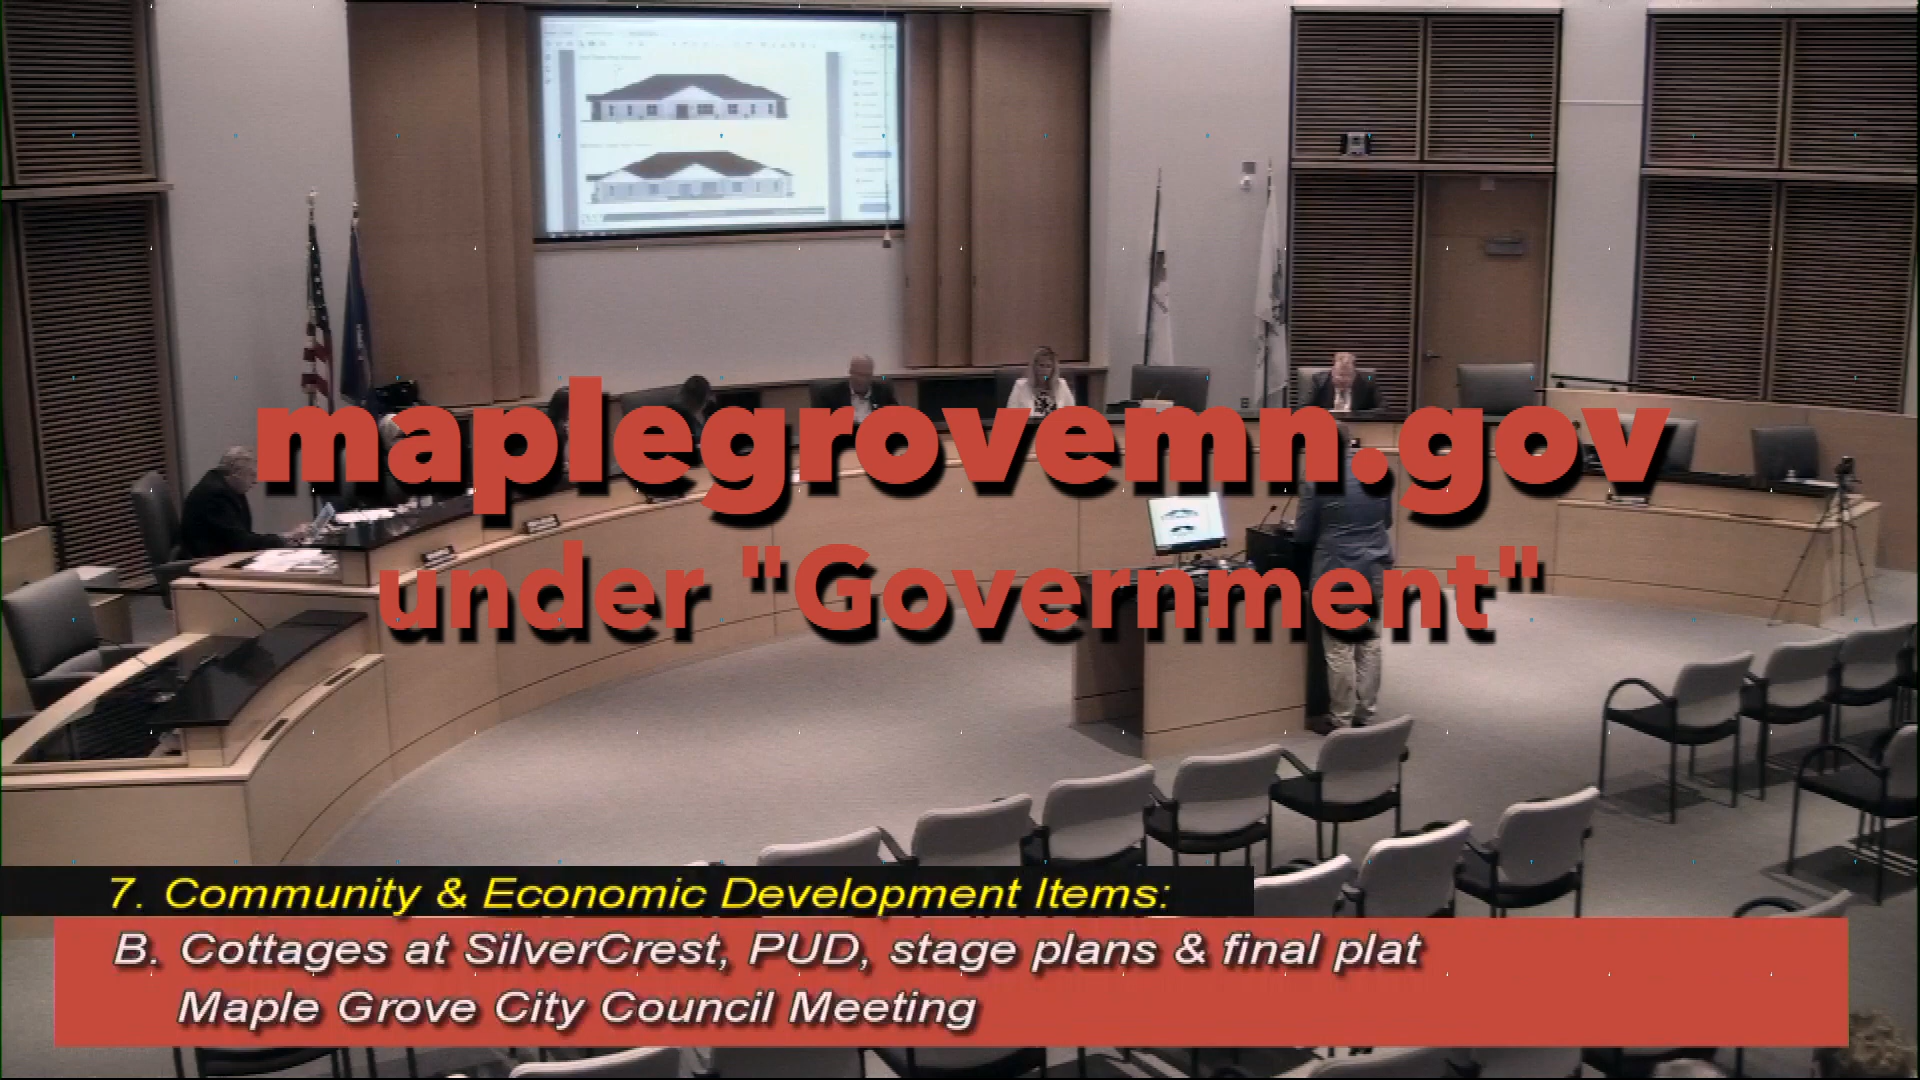 maplegrovemn.gov
under "Government"
7. Community & Economic Development Items:
B. Cottages at SilverCrest, PUD, stage plans & final plat
Maple Grove City Council Meeting